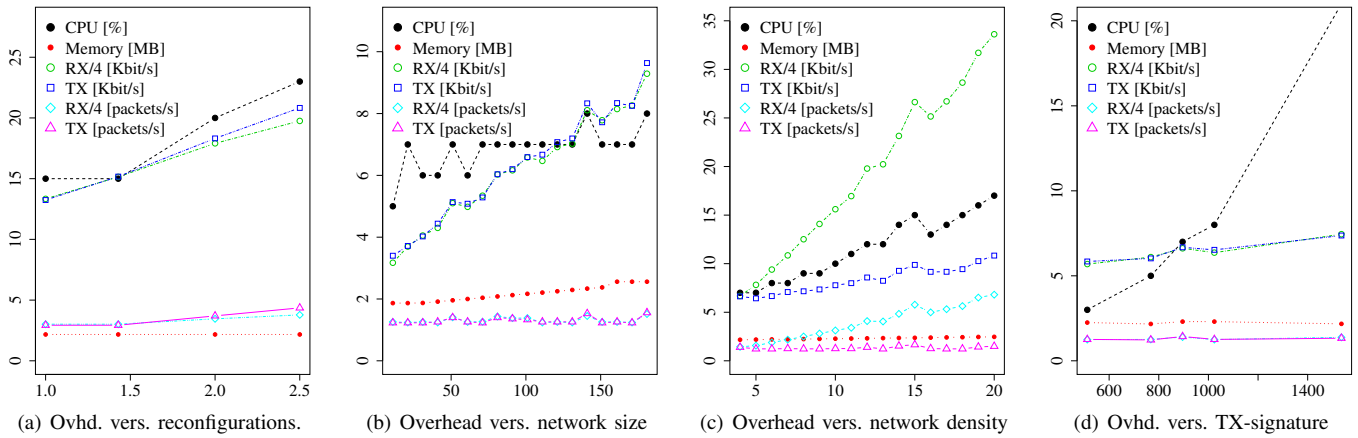 CPU [%]
Memory [MB]
RX/4 [Kbit/s]
TX [Kbit/s]
RX/4 [packets/s]
TX [packets/s]
0 5 10 15 20 25
1.0 1.5 2.0 2.5
(a) Ovhd. vers. reconfigurations.
CPU [%]
Memory [MB]
RX/4 [Kbit/s]
TX [Kbit/s]
RX/4 [packets/s]
TX [packets/s]
0 2 4 6 8 10
50 100 150
(b) Overhead vers. network size
CPU [%]
Memory [MB]
RX/4 [Kbit/s]
TX [Kbit/s]
RX/4 [packets/s]
TX [packets/s]
0 5 10 15 20 25 30 35
5 10 15 20
(c) Overhead vers. network density
CPU [%]
Memory [MB]
RX/4 [Kbit/s]
TX [Kbit/s]
RX/4 [packets/s]
TX [packets/s]
0 5 10 15 20
600 800 1000 1400
(d) Ovhd. vers. TX-signature